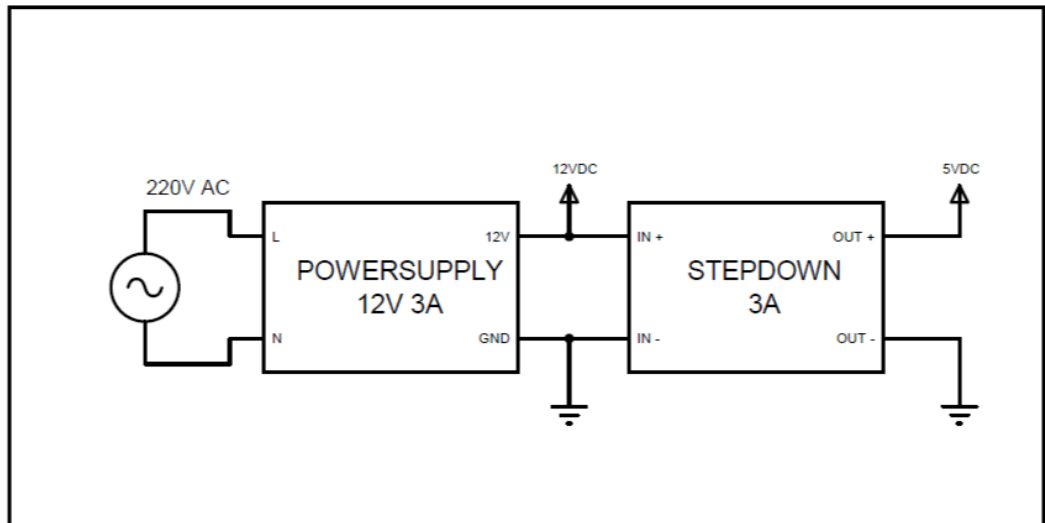 12VDC
5VDC
220V AC
L
12V
IN +
OUT +
POWERSUPPLY
12V 3A
STEPDOWN
3A
N
GND
IN -
OUT -